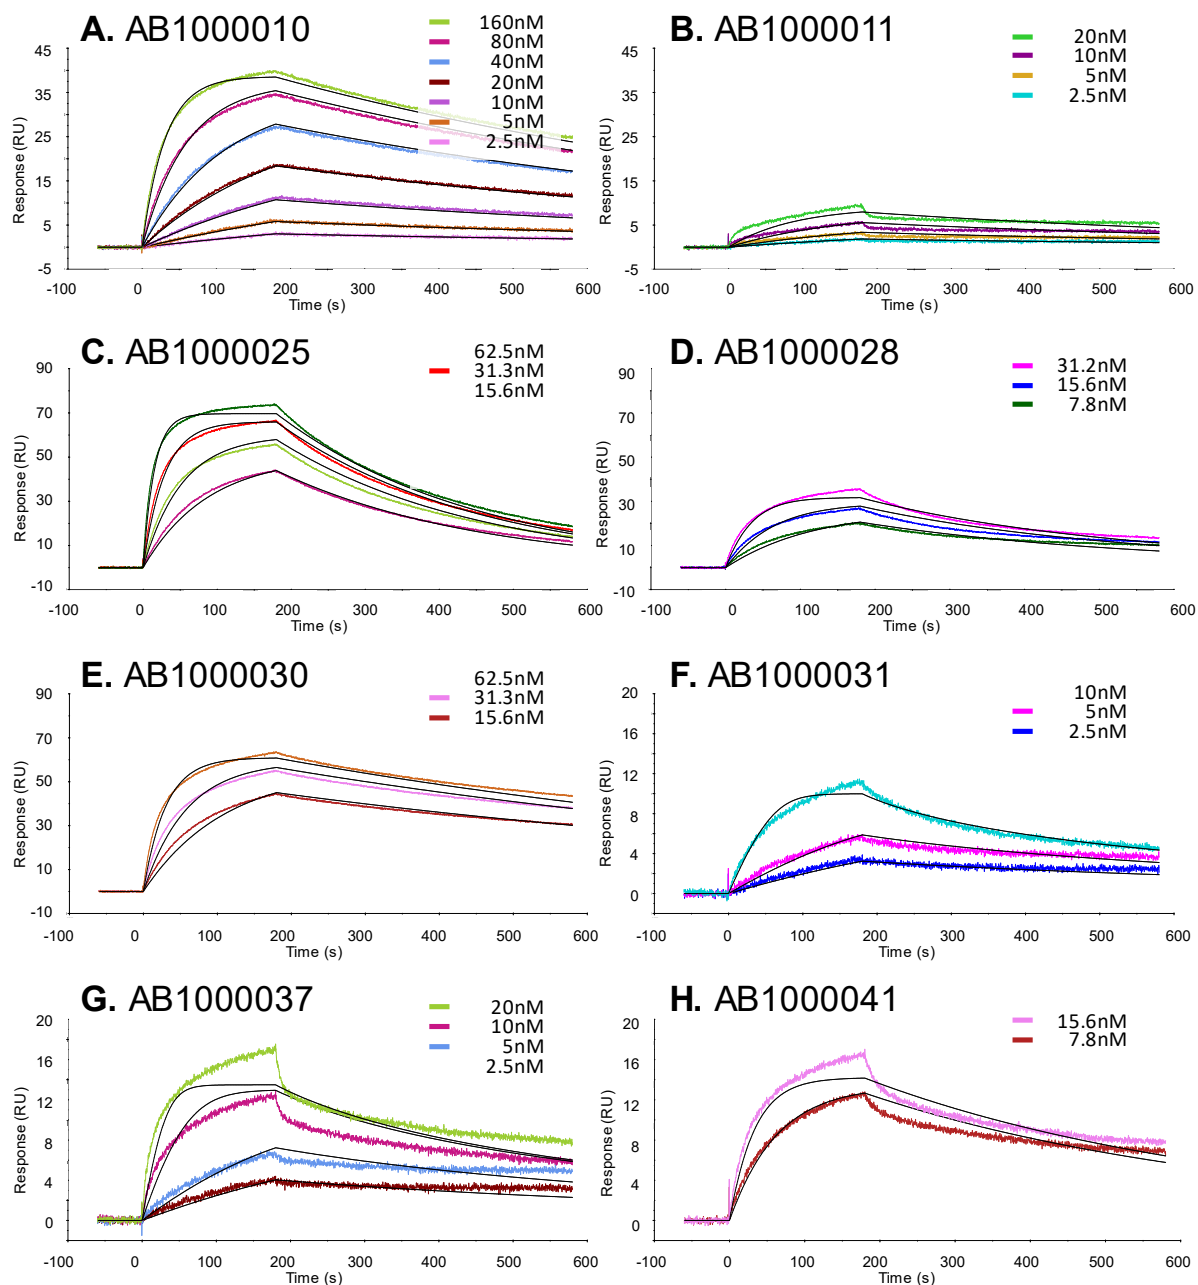 A. AB1000010
160nM
80nM
40nM
20nM
10nM
5nM
2.5nM
45
35
25
15
5
-5
Response (RU)
-100 0 100 200 300 400 500 600
Time (s)
B. AB1000011
20nM
10nM
5nM
2.5nM
45
35
25
15
5
-5
Response (RU)
-100 0 100 200 300 400 500 600
Time (s)
C. AB1000025
62.5nM
31.3nM
15.6nM
90
70
50
30
10
-10
Response (RU)
-100 0 100 200 300 400 500 600
Time (s)
D. AB1000028
31.2nM
15.6nM
7.8nM
90
70
50
30
10
-10
Response (RU)
-100 0 100 200 300 400 500 600
Time (s)
E. AB1000030
62.5nM
31.3nM
15.6nM
90
70
50
30
10
-10
Response (RU)
-100 0 100 200 300 400 500 600
Time (s)
F. AB1000031
10nM
5nM
2.5nM
20
16
12
8
4
0
Response (RU)
-100 0 100 200 300 400 500 600
Time (s)
G. AB1000037
20nM
10nM
5nM
2.5nM
20
16
12
8
4
0
Response (RU)
-100 0 100 200 300 400 500 600
Time (s)
H. AB1000041
15.6nM
7.8nM
20
16
12
8
4
0
Response (RU)
-100 0 100 200 300 400 500 600
Time (s)